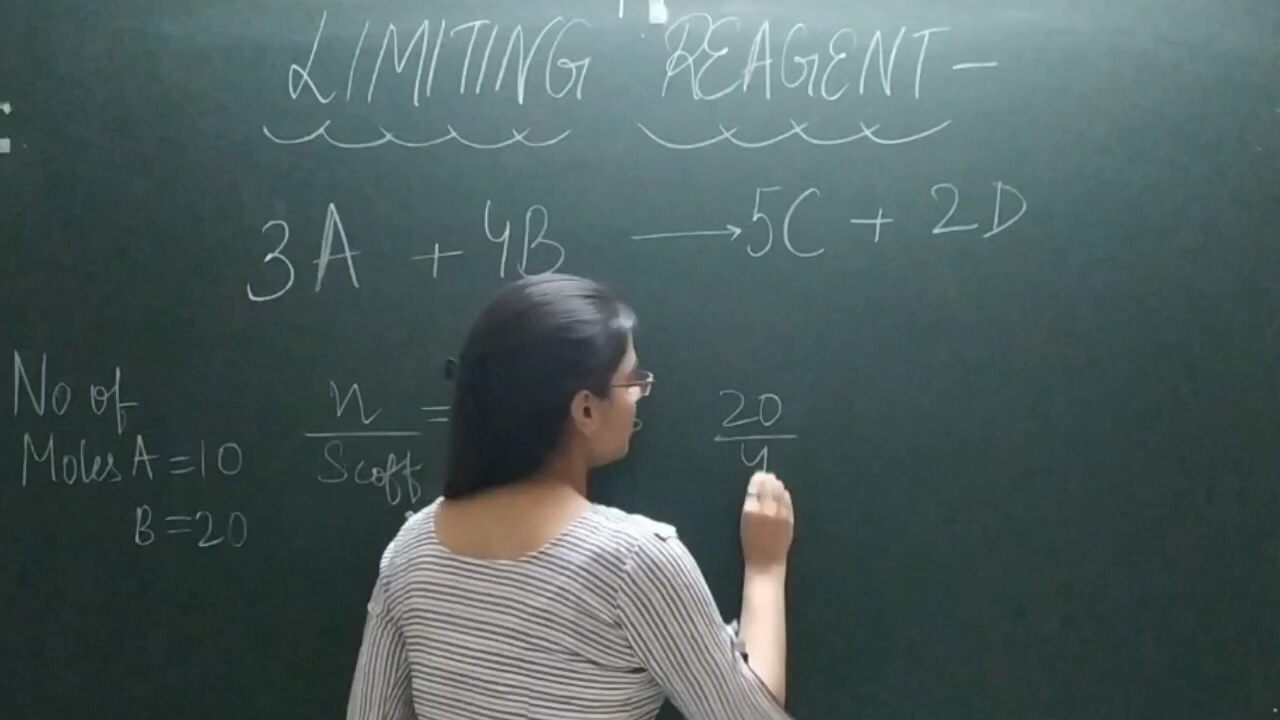 LIMITING REAGENT-
3A + 4B → 5C + 2D
No of
Moles A = 10
B = 20
n
Scoff
=
20
4